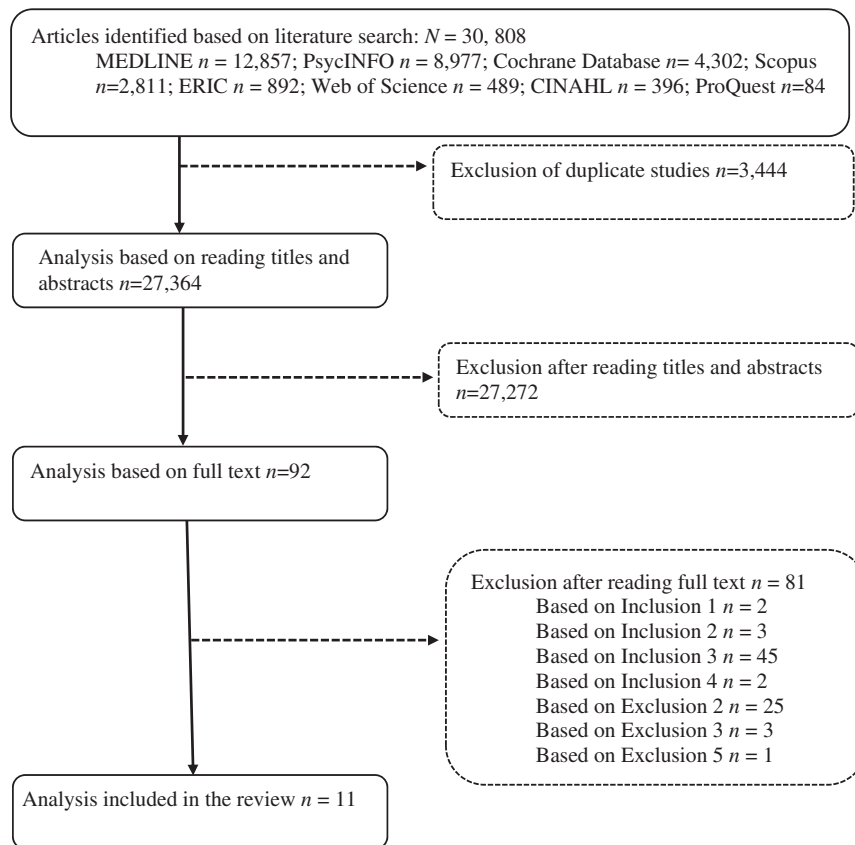 Articles identified based on literature search: N = 30, 808
MEDLINE n = 12,857; PsycINFO n = 8,977; Cochrane Database n= 4,302; Scopus
n=2,811; ERIC n = 892; Web of Science n = 489; CINAHL n = 396; ProQuest n=84
Exclusion of duplicate studies n=3,444
Analysis based on reading titles and
abstracts n=27,364
Exclusion after reading titles and abstracts
n=27,272
Analysis based on full text n=92
Exclusion after reading full text n = 81
Based on Inclusion 1 n = 2
Based on Inclusion 2 n = 3
Based on Inclusion 3 n = 45
Based on Inclusion 4 n = 2
Based on Exclusion 2 n = 25
Based on Exclusion 3 n = 3
Based on Exclusion 5 n = 1
Analysis included in the review n = 11